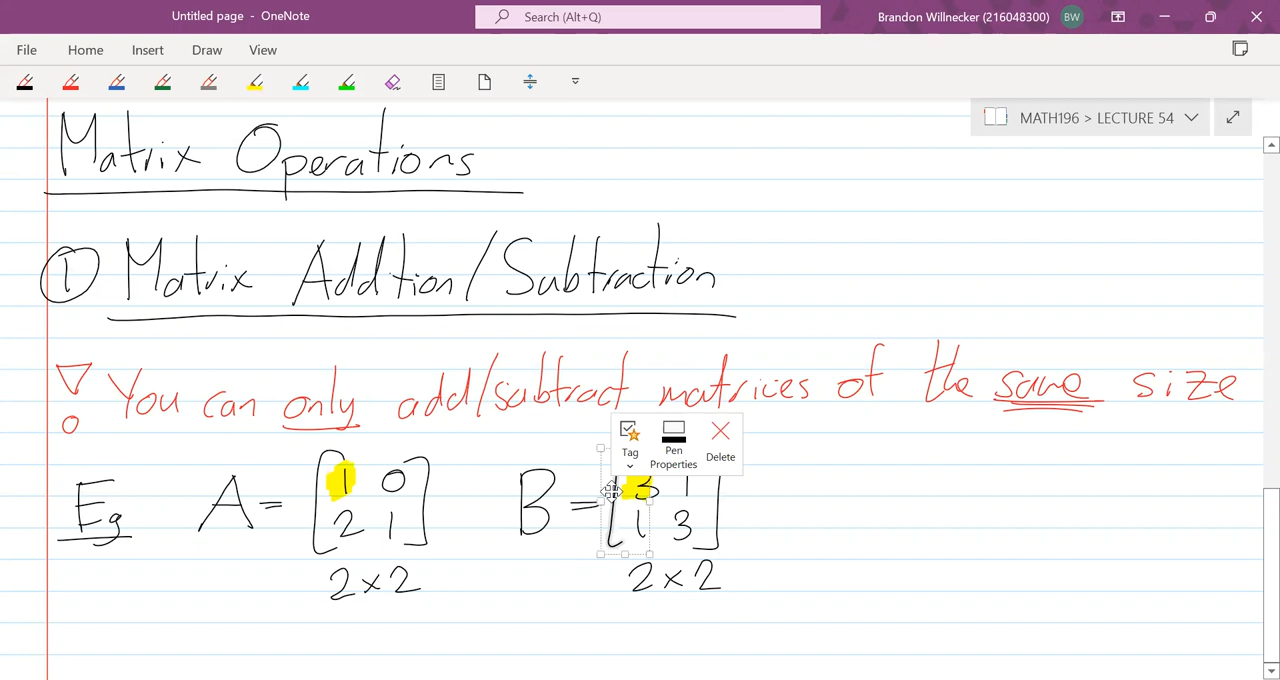 Untitled page - OneNote
Search (Alt+Q)
Brandon Willnecker (216048300) BW
File Home Insert Draw View
MATH196 > LECTURE 54
Matrix Operations
① Matrix Addtion/Subtraction
! You can only add/subtract matrices of the same size
Tag
Pen Properties
Delete
Eg A = [1 0 B = [3 1
2 1] 1 3]
2×2 2×2